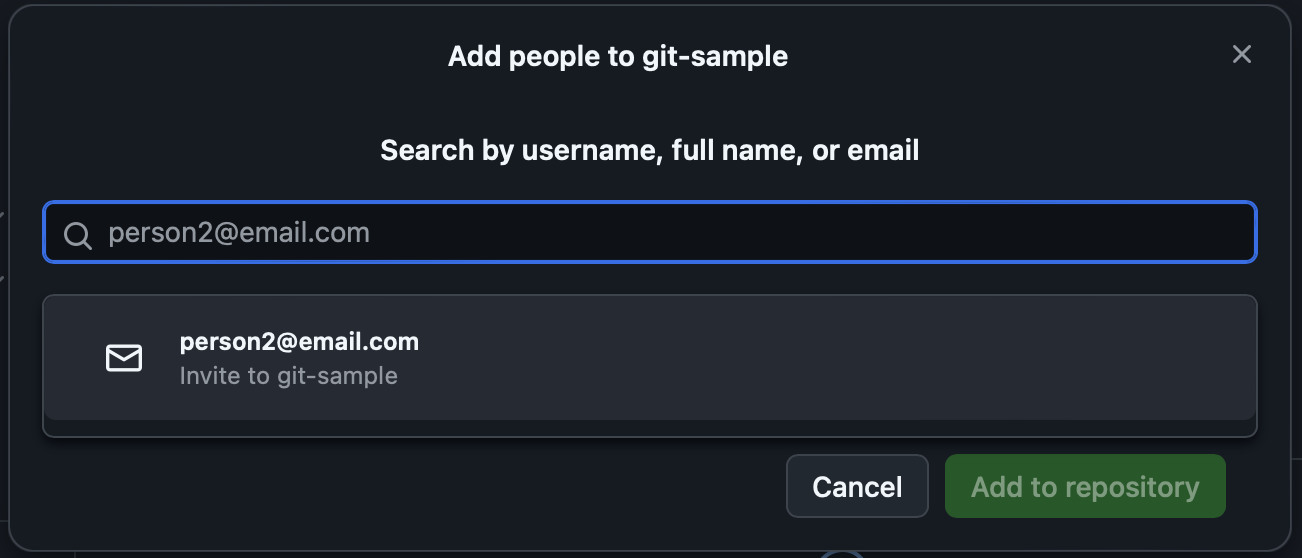 Add people to git-sample
Search by username, full name, or email
person2@email.com
person2@email.com
Invite to git-sample
Cancel
Add to repository